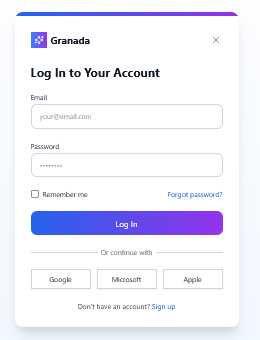 Granada
Log In to Your Account
Email
your@email.com
Password
••••••••
Remember me Forgot password?
Log In
Or continue with
Google Microsoft Apple
Don't have an account? Sign up